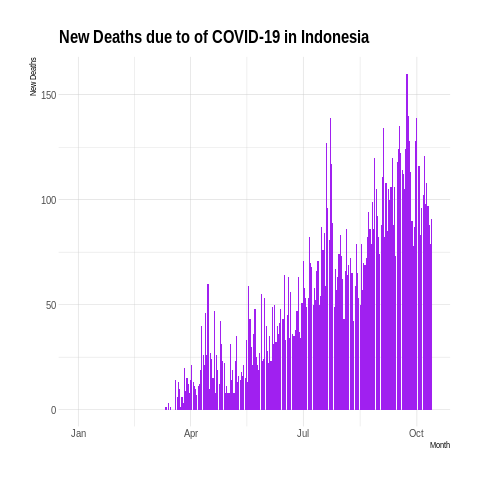 New Deaths due to of COVID-19 in Indonesia
New Deaths
150
100
50
0
Jan Apr Jul Oct
Month